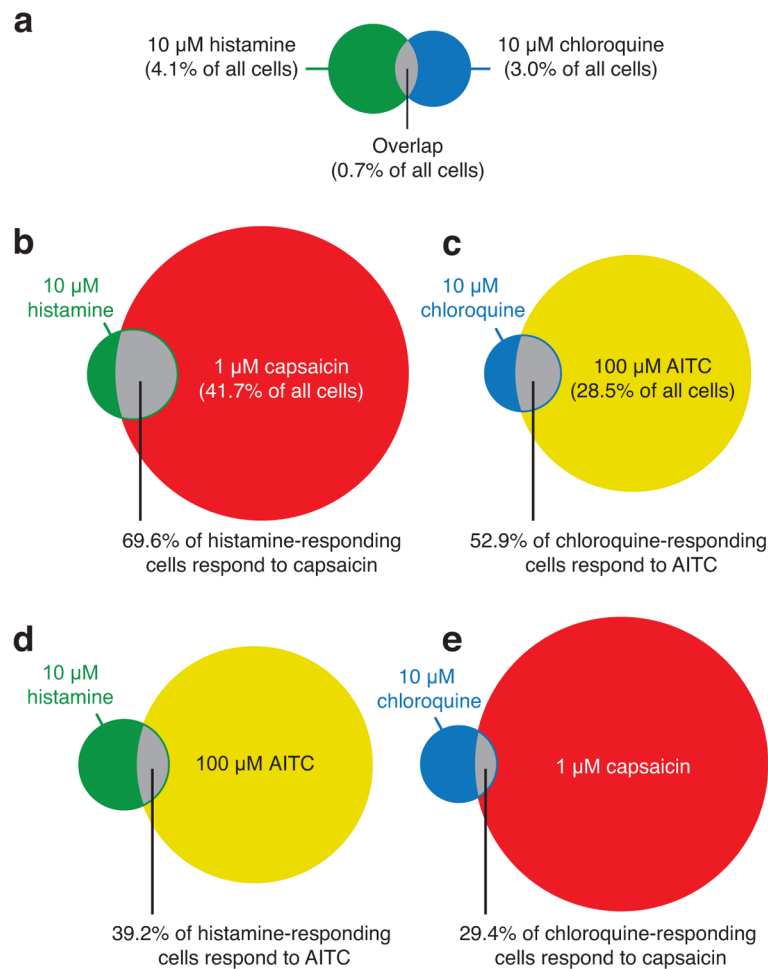 a
10 µM histamine
(4.1% of all cells)
10 µM chloroquine
(3.0% of all cells)
Overlap
(0.7% of all cells)
b
10 µM
histamine
1 µM capsaicin
(41.7% of all cells)
69.6% of histamine-responding
cells respond to capsaicin
c
10 µM
chloroquine
100 µM AITC
(28.5% of all cells)
52.9% of chloroquine-responding
cells respond to AITC
d
10 µM
histamine
100 µM AITC
39.2% of histamine-responding
cells respond to AITC
e
10 µM
chloroquine
1 µM capsaicin
29.4% of chloroquine-responding
cells respond to capsaicin